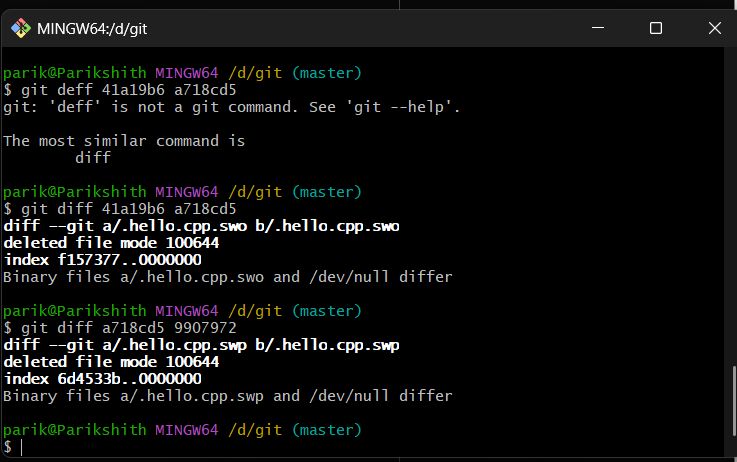 MINGW64:/d/git
parik@Parikshith MINGW64 /d/git (master)
$ git deff 41a19b6 a718cd5
git: 'deff' is not a git command. See 'git --help'.
The most similar command is
diff
parik@Parikshith MINGW64 /d/git (master)
$ git diff 41a19b6 a718cd5
diff --git a/.hello.cpp.swo b/.hello.cpp.swo
deleted file mode 100644
index f157377..0000000
Binary files a/.hello.cpp.swo and /dev/null differ
parik@Parikshith MINGW64 /d/git (master)
$ git diff a718cd5 9907972
diff --git a/.hello.cpp.swp b/.hello.cpp.swp
deleted file mode 100644
index 6d4533b..0000000
Binary files a/.hello.cpp.swp and /dev/null differ
parik@Parikshith MINGW64 /d/git (master)
$